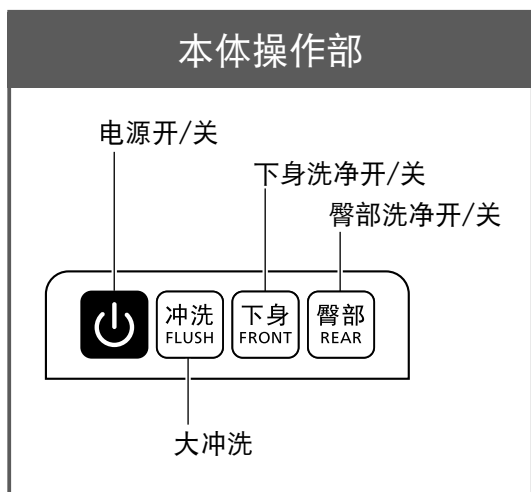 本体操作部
电源开/关
下身洗净开/关
臀部洗净开/关
冲洗
FLUSH
下身
FRONT
臀部
REAR
大冲洗